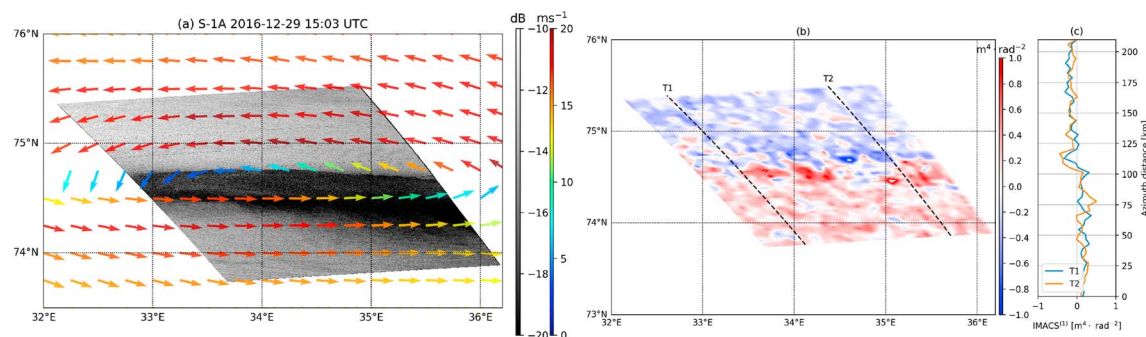 (a) S-1A 2016-12-29 15:03 UTC
dB
ms⁻¹
76°N
75°N
74°N
32°E
33°E
34°E
35°E
36°E
−10
−13
−15
−18
−20
20
15
10
5
0
(b)
m⁴ · rad⁻²
76°N
75°N
74°N
73°N
32°E
33°E
34°E
35°E
36°E
T1
T2
1.0
0.8
0.6
0.4
0.2
0.0
−0.2
−0.4
−0.6
−0.8
−1.0
(c)
200
175
150
125
100
75
50
25
0
Azimuth distance [km]
T1
T2
−1
0
1
IMACS⁽¹⁾ [m⁴ · rad⁻²]